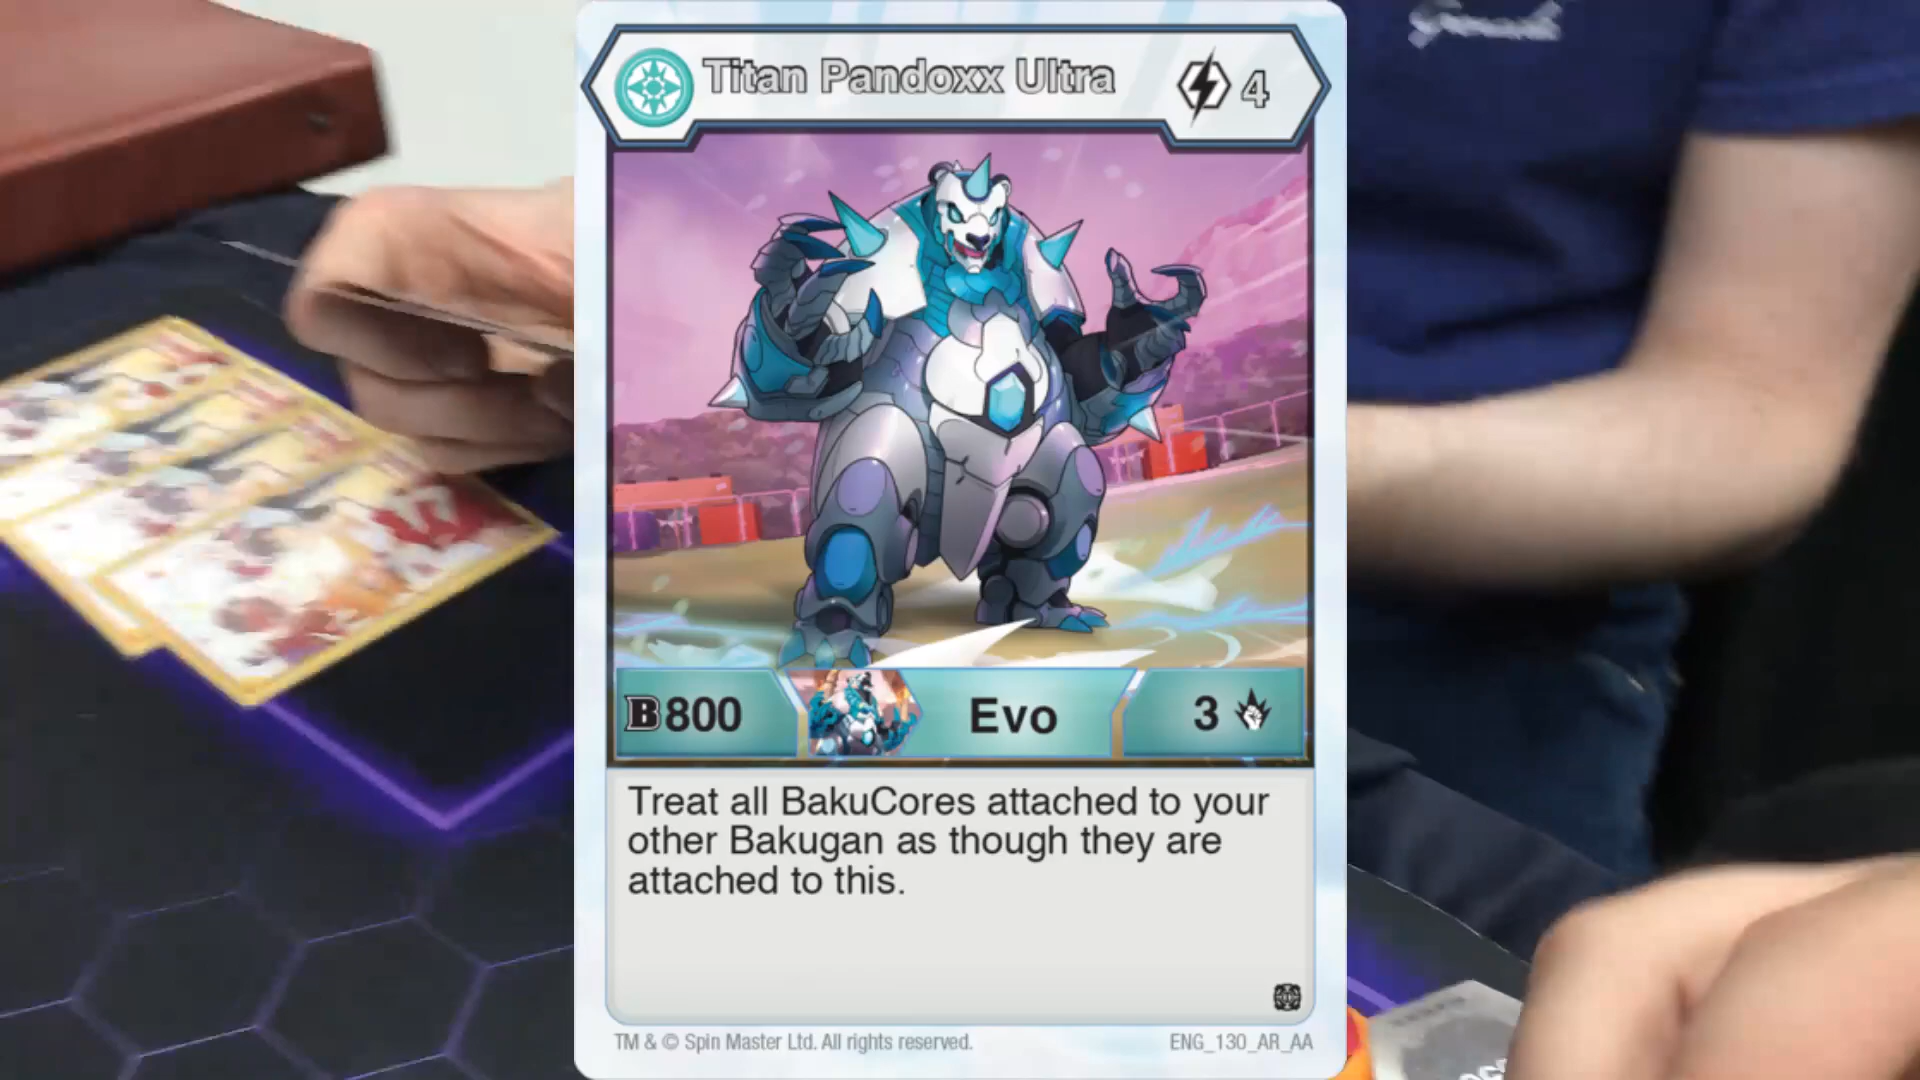 Titan Pandoxx Ultra
4
B 800
Evo
3
Treat all BakuCores attached to your
other Bakugan as though they are
attached to this.
TM & © Spin Master Ltd. All rights reserved.
ENG_130_AR_AA